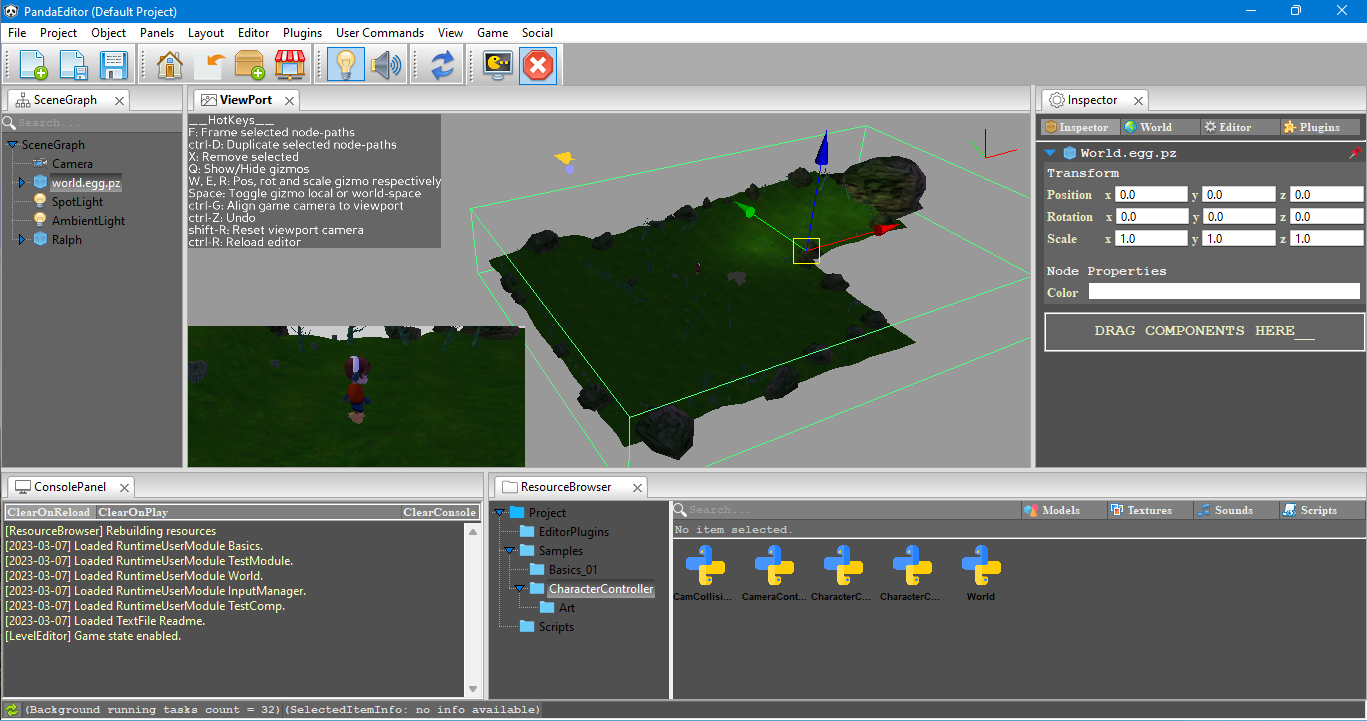 PandaEditor (Default Project)
File Project Object Panels Layout Editor Plugins User Commands View Game Social
SceneGraph
Search...
SceneGraph
Camera
world.egg.pz
SpotLight
AmbientLight
Ralph
ViewPort
__HotKeys__
F: Frame selected node-paths
ctrl-D: Duplicate selected node-paths
X: Remove selected
Q: Show/Hide gizmos
W, E, R: Pos, rot and scale gizmo respectively
Space: Toggle gizmo local or world-space
ctrl-G: Align game camera to viewport
ctrl-Z: Undo
shift-R: Reset viewport camera
ctrl-R: Reload editor
Inspector
Inspector World Editor Plugins
World.egg.pz
Transform
Position x 0.0 y 0.0 z 0.0
Rotation x 0.0 y 0.0 z 0.0
Scale x 1.0 y 1.0 z 1.0
Node Properties
Color
DRAG COMPONENTS HERE__
ConsolePanel
ClearOnReload ClearOnPlay ClearConsole
[ResourceBrowser] Rebuilding resources
[2023-03-07] Loaded RuntimeUserModule Basics.
[2023-03-07] Loaded RuntimeUserModule TestModule.
[2023-03-07] Loaded RuntimeUserModule World.
[2023-03-07] Loaded RuntimeUserModule InputManager.
[2023-03-07] Loaded RuntimeUserModule TestComp.
[2023-03-07] Loaded TextFile Readme.
[LevelEditor] Game state enabled.
ResourceBrowser
Project
EditorPlugins
Samples
Basics_01
CharacterController
Art
Scripts
Search... Models Textures Sounds Scripts
No item selected.
CamCollisi... CameraCont... CharacterC... CharacterC... World
(Background running tasks count = 32) (SelectedItemInfo: no info available)